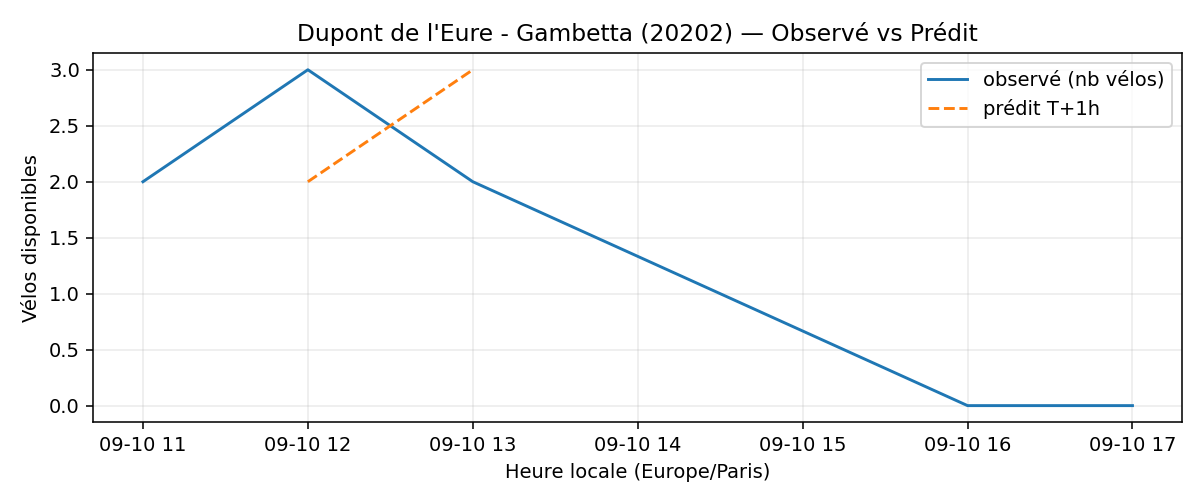 Dupont de l'Eure - Gambetta (20202) — Observé vs Prédit
observé (nb vélos)
prédit T+1h
Vélos disponibles
3.0
2.5
2.0
1.5
1.0
0.5
0.0
09-10 11
09-10 12
09-10 13
09-10 14
09-10 15
09-10 16
09-10 17
Heure locale (Europe/Paris)